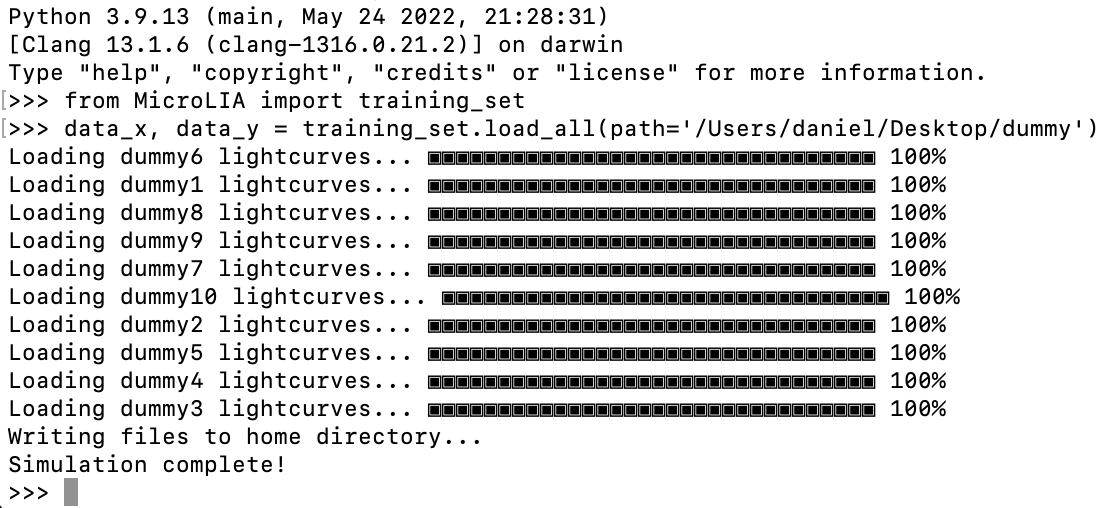 Python 3.9.13 (main, May 24 2022, 21:28:31)
[Clang 13.1.6 (clang-1316.0.21.2)] on darwin
Type "help", "copyright", "credits" or "license" for more information.
[>>> from MicroLIA import training_set
[>>> data_x, data_y = training_set.load_all(path='/Users/daniel/Desktop/dummy')
Loading dummy6 lightcurves... 100%
Loading dummy1 lightcurves... 100%
Loading dummy8 lightcurves... 100%
Loading dummy9 lightcurves... 100%
Loading dummy7 lightcurves... 100%
Loading dummy10 lightcurves... 100%
Loading dummy2 lightcurves... 100%
Loading dummy5 lightcurves... 100%
Loading dummy4 lightcurves... 100%
Loading dummy3 lightcurves... 100%
Writing files to home directory...
Simulation complete!
>>>